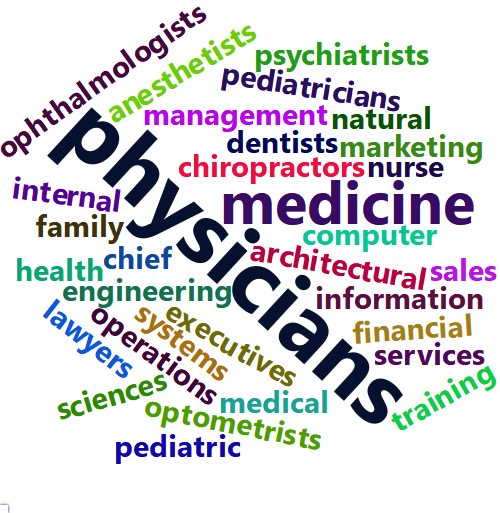 ophthalmologists
anesthetists
psychiatrists
pediatricians
management
natural
dentists
marketing
chiropractors
nurse
physicians
internal
medicine
family
computer
chief
architectural
health
sales
engineering
information
lawyers
operations
systems
executives
financial
services
sciences
medical
training
optometrists
pediatric